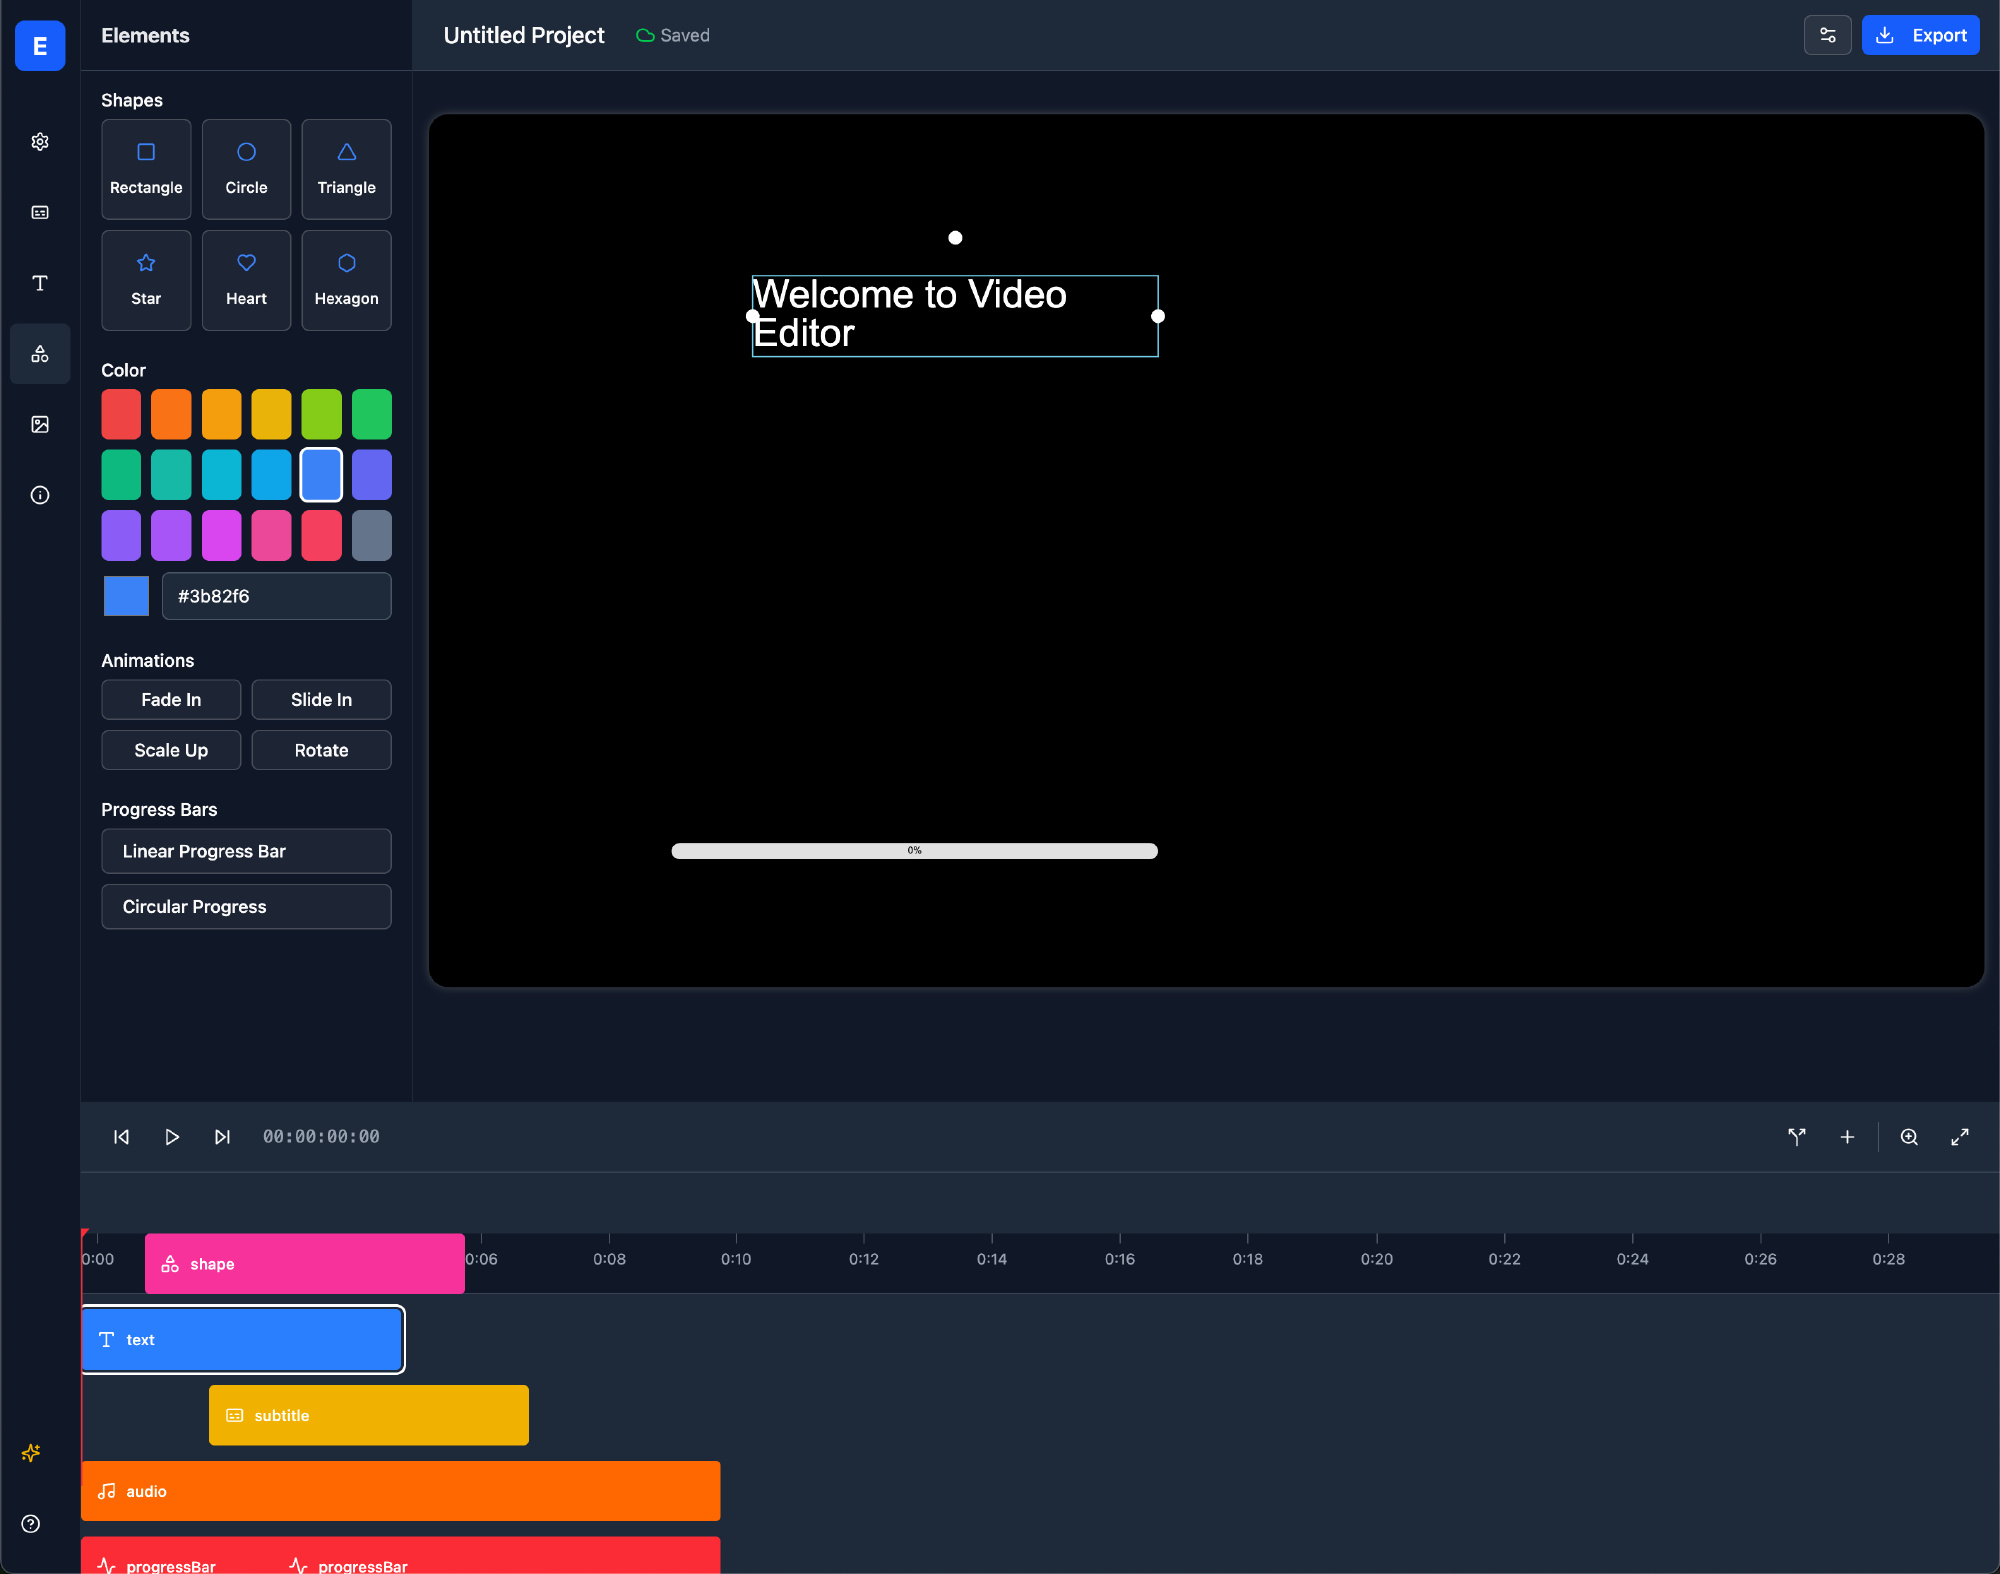 E
Elements
Untitled Project
Saved
Export
Shapes
Rectangle
Circle
Triangle
Star
Heart
Hexagon
Color
#3b82f6
Animations
Fade In
Slide In
Scale Up
Rotate
Progress Bars
Linear Progress Bar
Circular Progress
Welcome to Video
Editor
0%
00:00:00:00
0:00
shape
0:06
0:08
0:10
0:12
0:14
0:16
0:18
0:20
0:22
0:24
0:26
0:28
text
subtitle
audio
progressBar
progressBar